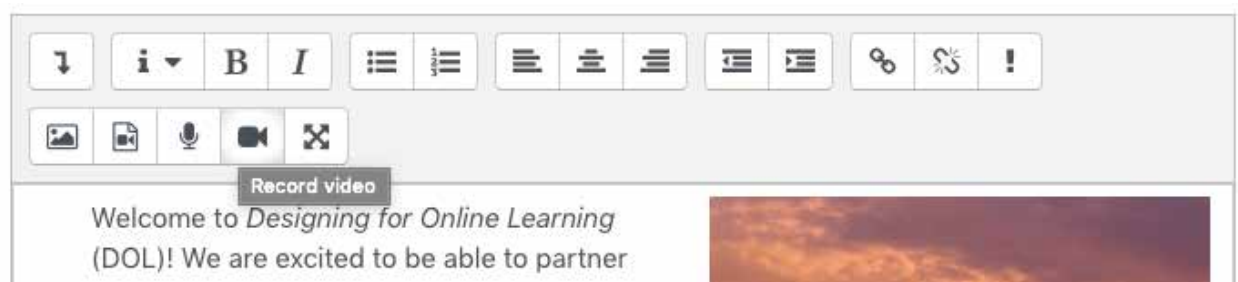 B I
Record video
Welcome to Designing for Online Learning
(DOL)! We are excited to be able to partner